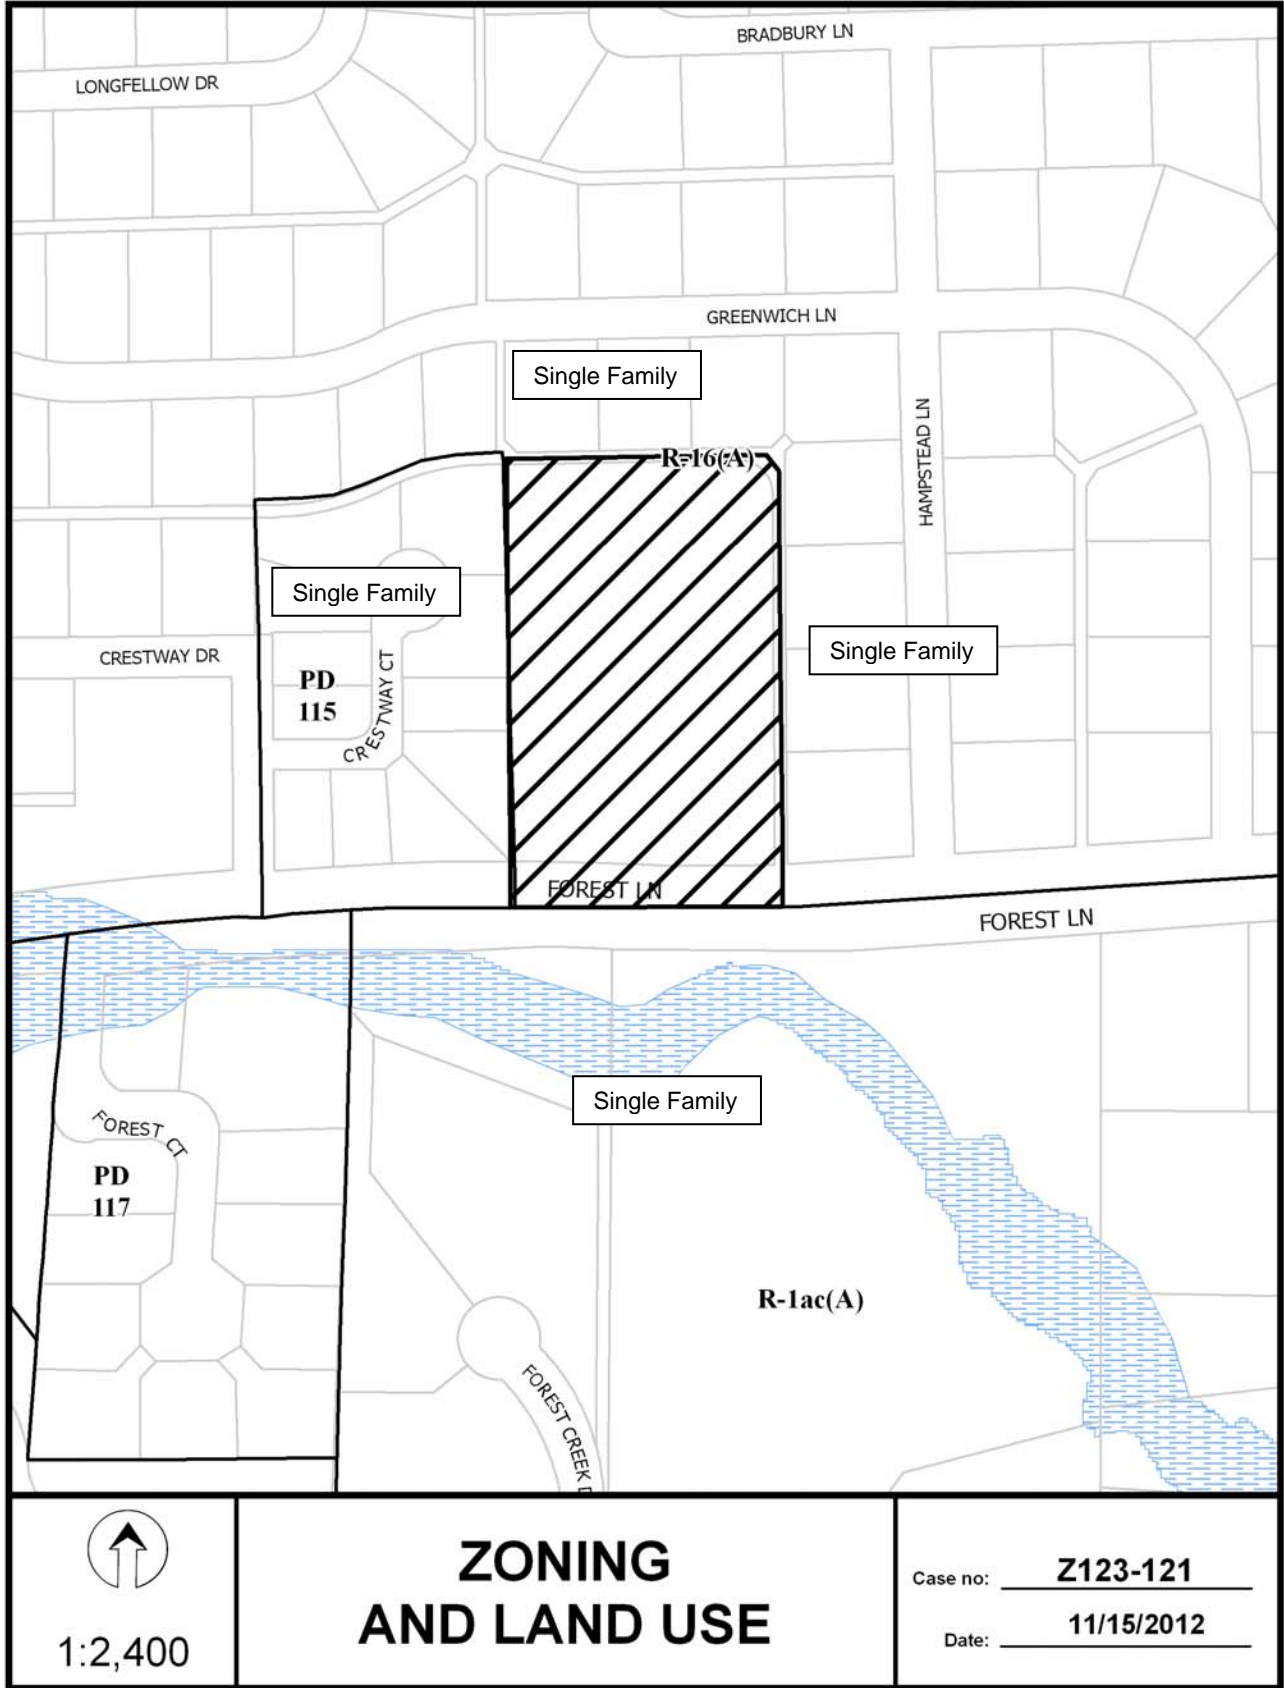 BRADBURY LN
LONGFELLOW DR
GREENWICH LN
Single Family
HAMPSTEAD LN
R-16(A)
Single Family
CRESTWAY DR
PD
115
CRESTWAY CT
Single Family
FOREST LN
FOREST LN
Single Family
FOREST CT
PD
117
R-1ac(A)
FOREST CREEK
1:2,400
ZONING
AND LAND USE
Case no: Z123-121
Date: 11/15/2012